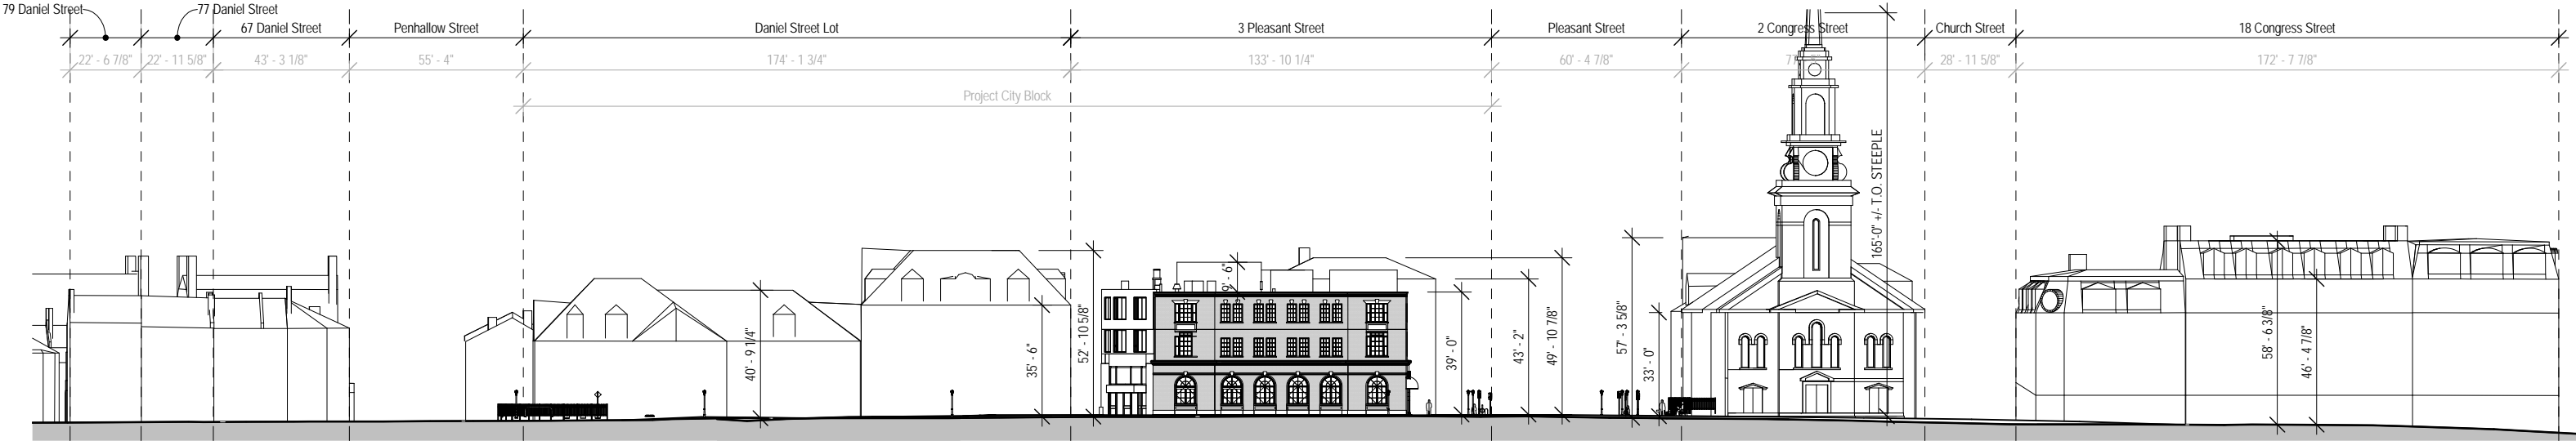 79 Daniel Street
77 Daniel Street
67 Daniel Street
Penhallow Street
Daniel Street Lot
3 Pleasant Street
Pleasant Street
2 Congress Street
Church Street
18 Congress Street
22' - 6 7/8"
22' - 11 5/8"
43' - 3 1/8"
55' - 4"
174' - 1 3/4"
133' - 10 1/4"
60' - 4 7/8"
28' - 11 5/8"
172' - 7 7/8"
Project City Block
40' - 9 1/4"
35' - 6"
52' - 10 5/8"
9' - 6"
39' - 0"
43' - 2"
49' - 10 7/8"
57' - 3 5/8"
33' - 0"
165'-0" +/- T.O. STEEPLE
58' - 6 3/8"
46' - 4 7/8"